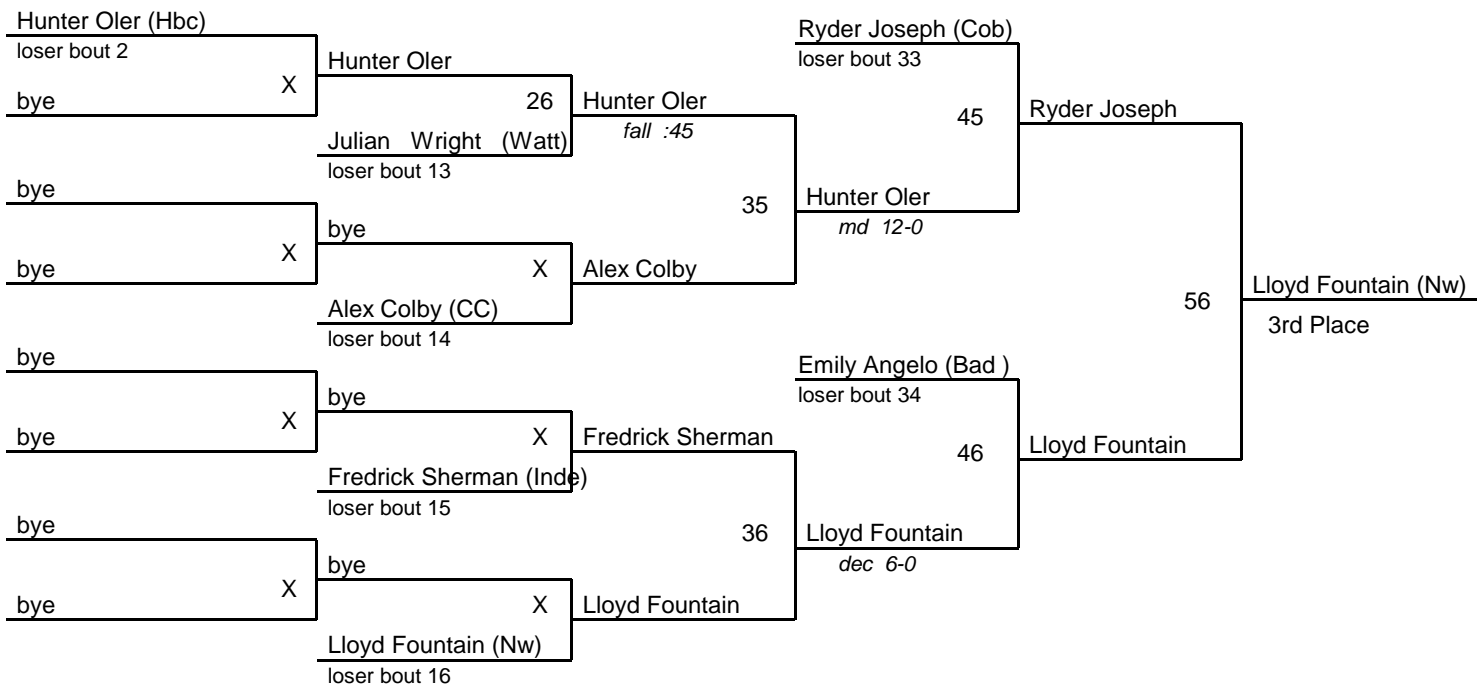 Hunter Oler (Hbc)
loser bout 2
X
bye
Hunter Oler
26
Julian Wright (Watt)
loser bout 13
Hunter Oler
fall :45
bye
X
bye
bye
X
Alex Colby (CC)
loser bout 14
Alex Colby
35
Ryder Joseph (Cob)
loser bout 33
45
Hunter Oler
md 12-0
Ryder Joseph
bye
X
bye
bye
X
Fredrick Sherman (Inde)
loser bout 15
Fredrick Sherman
bye
X
bye
bye
X
Lloyd Fountain (Nw)
loser bout 16
Lloyd Fountain
36
Emily Angelo (Bad )
loser bout 34
46
Lloyd Fountain
dec 6-0
Lloyd Fountain
56
Lloyd Fountain (Nw)
3rd Place